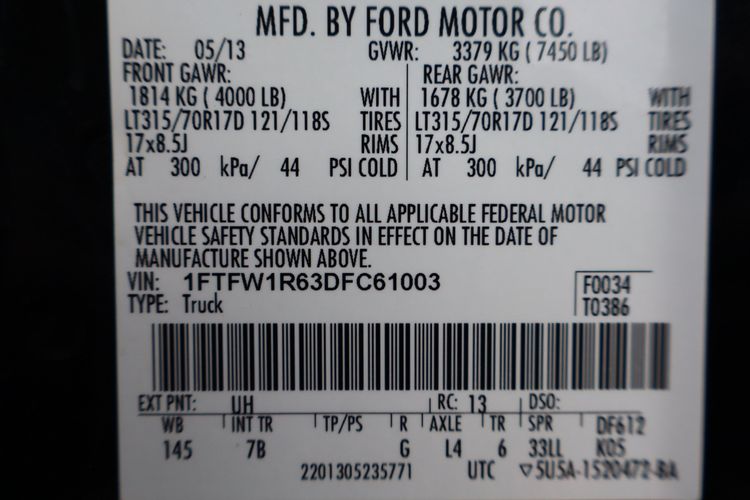 MFD. BY FORD MOTOR CO.
DATE: 05/13 GVWR: 3379 KG ( 7450 LB)
FRONT GAWR: REAR GAWR:
1814 KG ( 4000 LB) WITH 1678 KG ( 3700 LB) WITH
LT315/70R17D 121/118S TIRES LT315/70R17D 121/118S TIRES
17x8.5J RIMS 17x8.5J RIMS
AT 300 kPa/ 44 PSI COLD AT 300 kPa/ 44 PSI COLD
THIS VEHICLE CONFORMS TO ALL APPLICABLE FEDERAL MOTOR
VEHICLE SAFETY STANDARDS IN EFFECT ON THE DATE OF
MANUFACTURE SHOWN ABOVE.
VIN: 1FTFW1R63DFC61003 F0034
TYPE: Truck T0386
EXT PNT: UH RC: 13 DSO:
WB INT TR TP/PS R AXLE TR SPR DF612
145 7B G L4 6 33LL K05
2201305235771 UTC ▽5U5A-1520472-BA